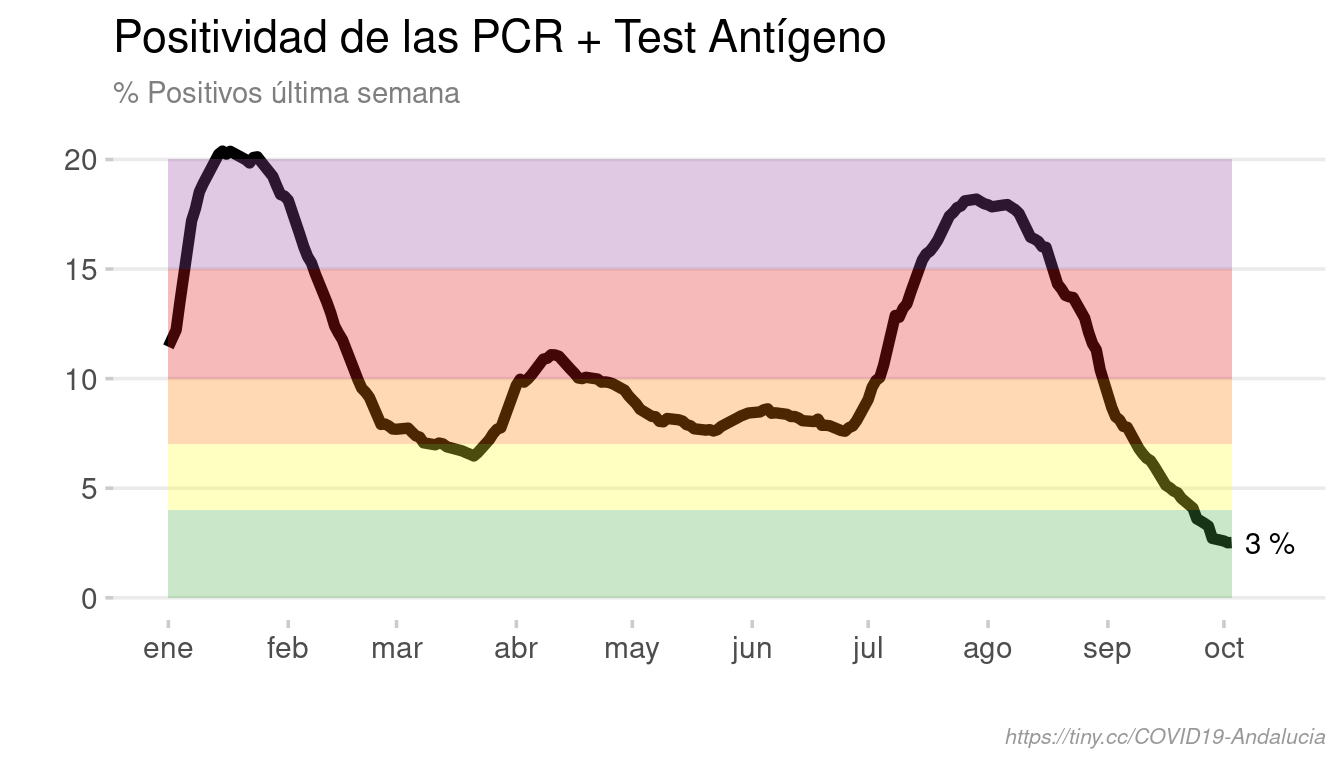 Positividad de las PCR + Test Antígeno
% Positivos última semana
20
15
10
5
0
3 %
ene feb mar abr may jun jul ago sep oct
https://tiny.cc/COVID19-Andalucia